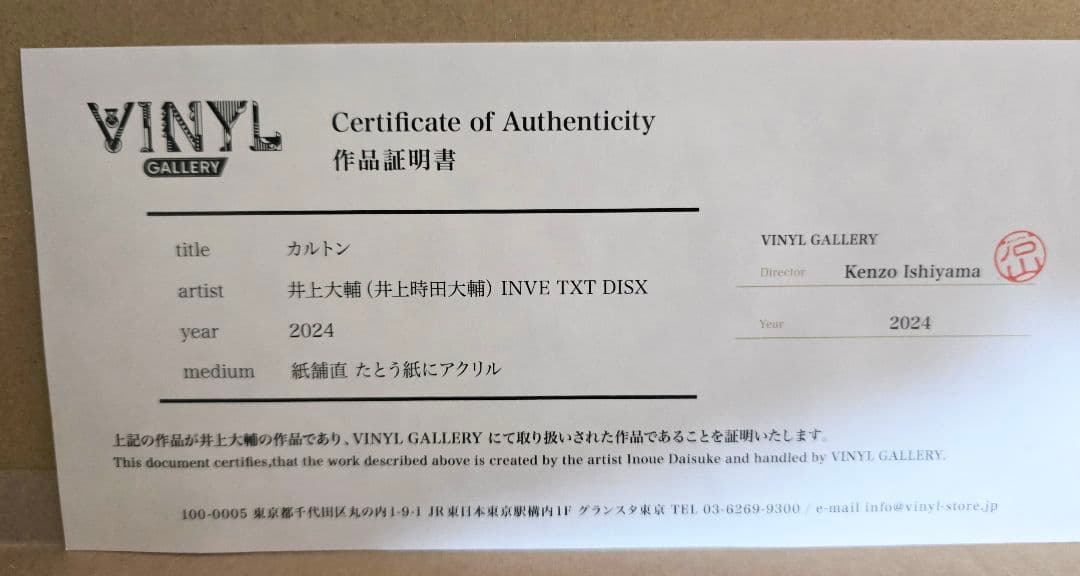 VINYL
GALLERY
Certificate of Authenticity
作品証明書
title カルトン
artist 井上大輔(井上時田大輔) INVE TXT DISX
year 2024
medium 紙舗直 たとう紙にアクリル
VINYL GALLERY
Director Kenzo Ishiyama
石山
Year 2024
上記の作品が井上大輔の作品であり、VINYL GALLERY にて取り扱いされた作品であることを証明いたします。
This document certifies,that the work described above is created by the artist Inoue Daisuke and handled by VINYL GALLERY.
100-0005 東京都千代田区丸の内1-9-1 JR東日本東京駅構内1F グランスタ東京 TEL 03-6269-9300 / e-mail info@vinyl-store.jp